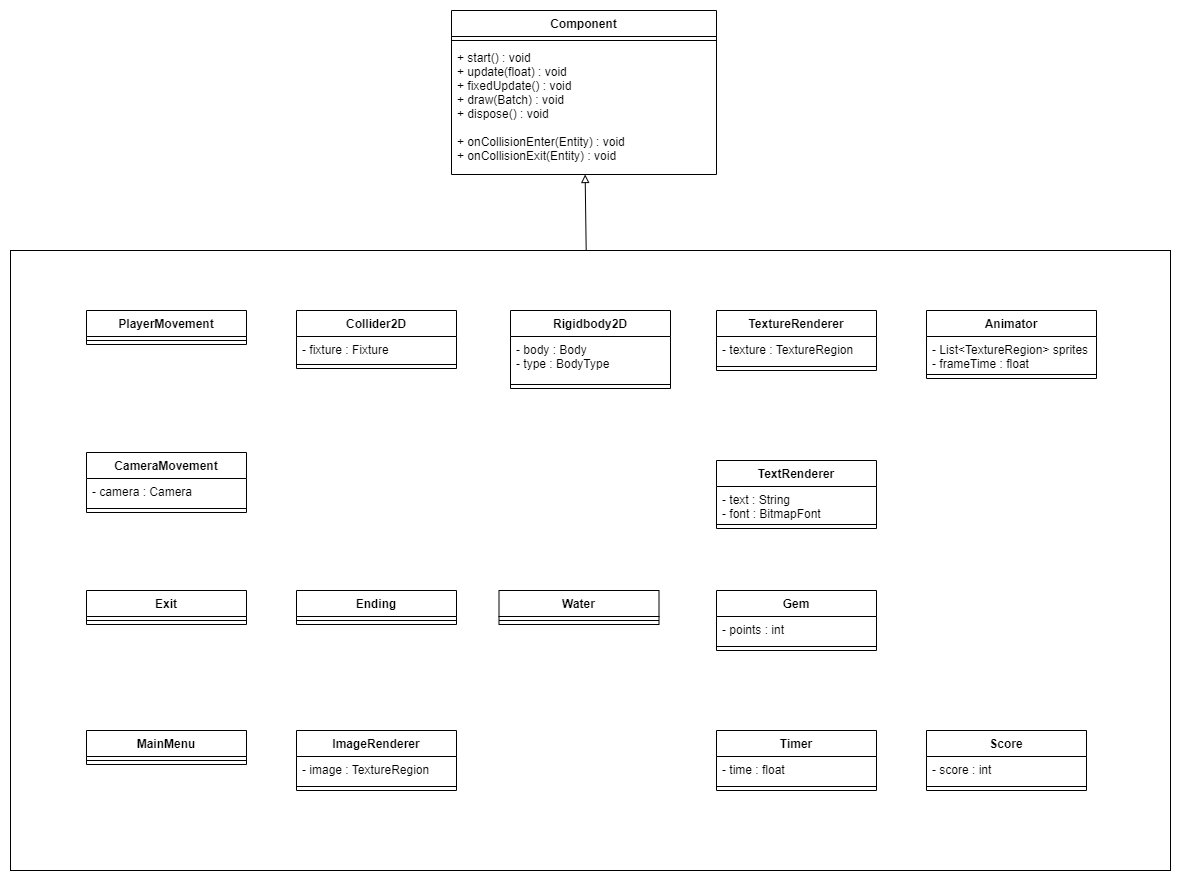 Component
+ start() : void
+ update(float) : void
+ fixedUpdate() : void
+ draw(Batch) : void
+ dispose() : void
+ onCollisionEnter(Entity) : void
+ onCollisionExit(Entity) : void
PlayerMovement
Collider2D
- fixture : Fixture
Rigidbody2D
- body : Body
- type : BodyType
TextureRenderer
- texture : TextureRegion
Animator
- List<TextureRegion> sprites
- frameTime : float
CameraMovement
- camera : Camera
TextRenderer
- text : String
- font : BitmapFont
Exit
Ending
Water
Gem
- points : int
MainMenu
ImageRenderer
- image : TextureRegion
Timer
- time : float
Score
- score : int